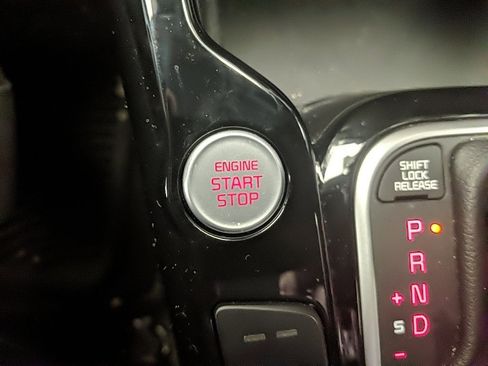 ENGINE
START
STOP
SHIFT
LOCK
RELEASE
P
R
+ N
S D
-